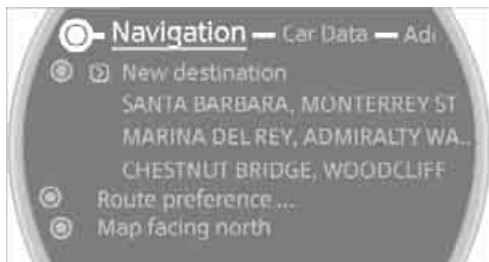 Navigation — Car Data — Ad
New destination
SANTA BARBARA, MONTERREY ST
MARINA DEL REY, ADMIRALTY WA...
CHESTNUT BRIDGE, WOODCLIFF
Route preference ...
Map facing north